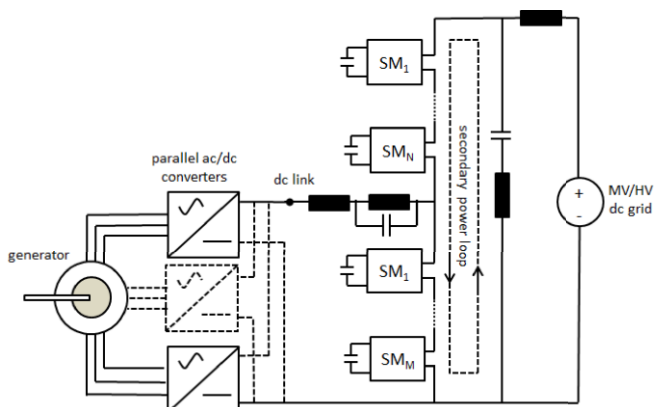 SM1
SMN
parallel ac/dc
converters
dc link
secondary power loop
MV/HV
dc grid
+
-
generator
SM1
SMM